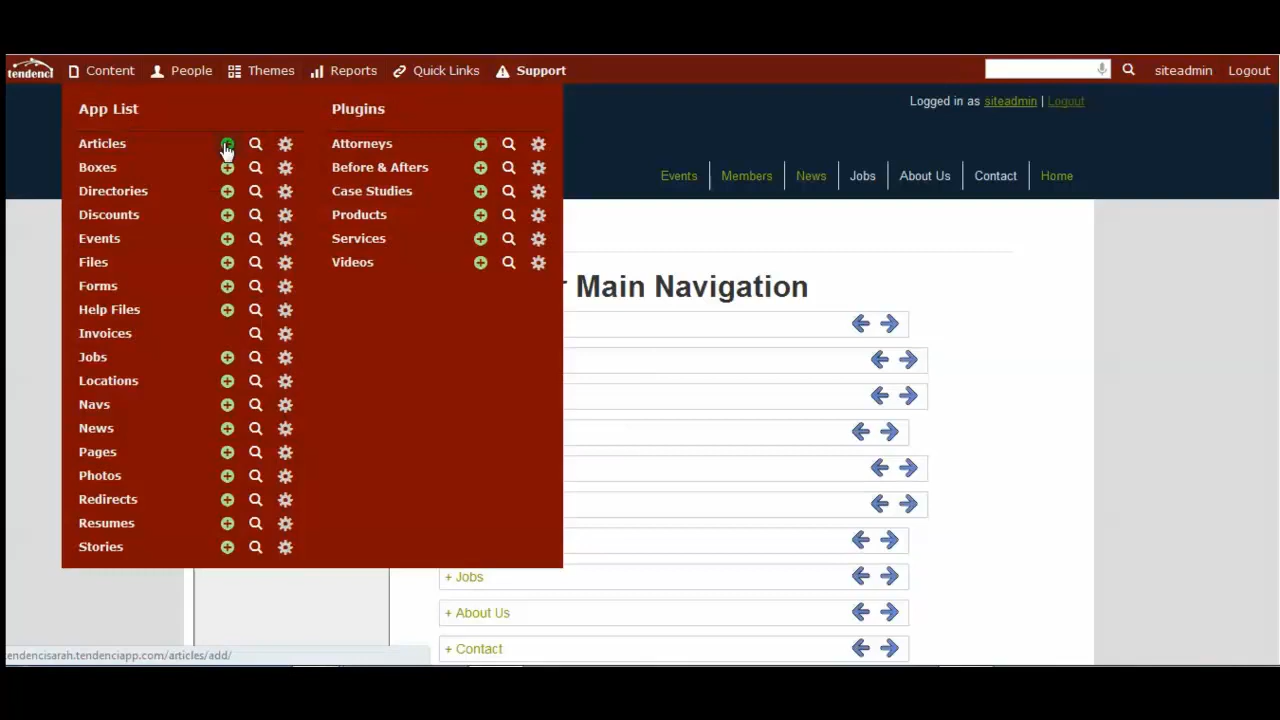 tendenci Content People Themes Reports Quick Links Support siteadmin Logout
Logged in as siteadmin | Logout
Events Members News Jobs About Us Contact Home
App List
Articles
Boxes
Directories
Discounts
Events
Files
Forms
Help Files
Invoices
Jobs
Locations
Navs
News
Pages
Photos
Redirects
Resumes
Stories
Plugins
Attorneys
Before & Afters
Case Studies
Products
Services
Videos
Main Navigation
+ Jobs
+ About Us
+ Contact
endencisarah.tendenciapp.com/articles/add/